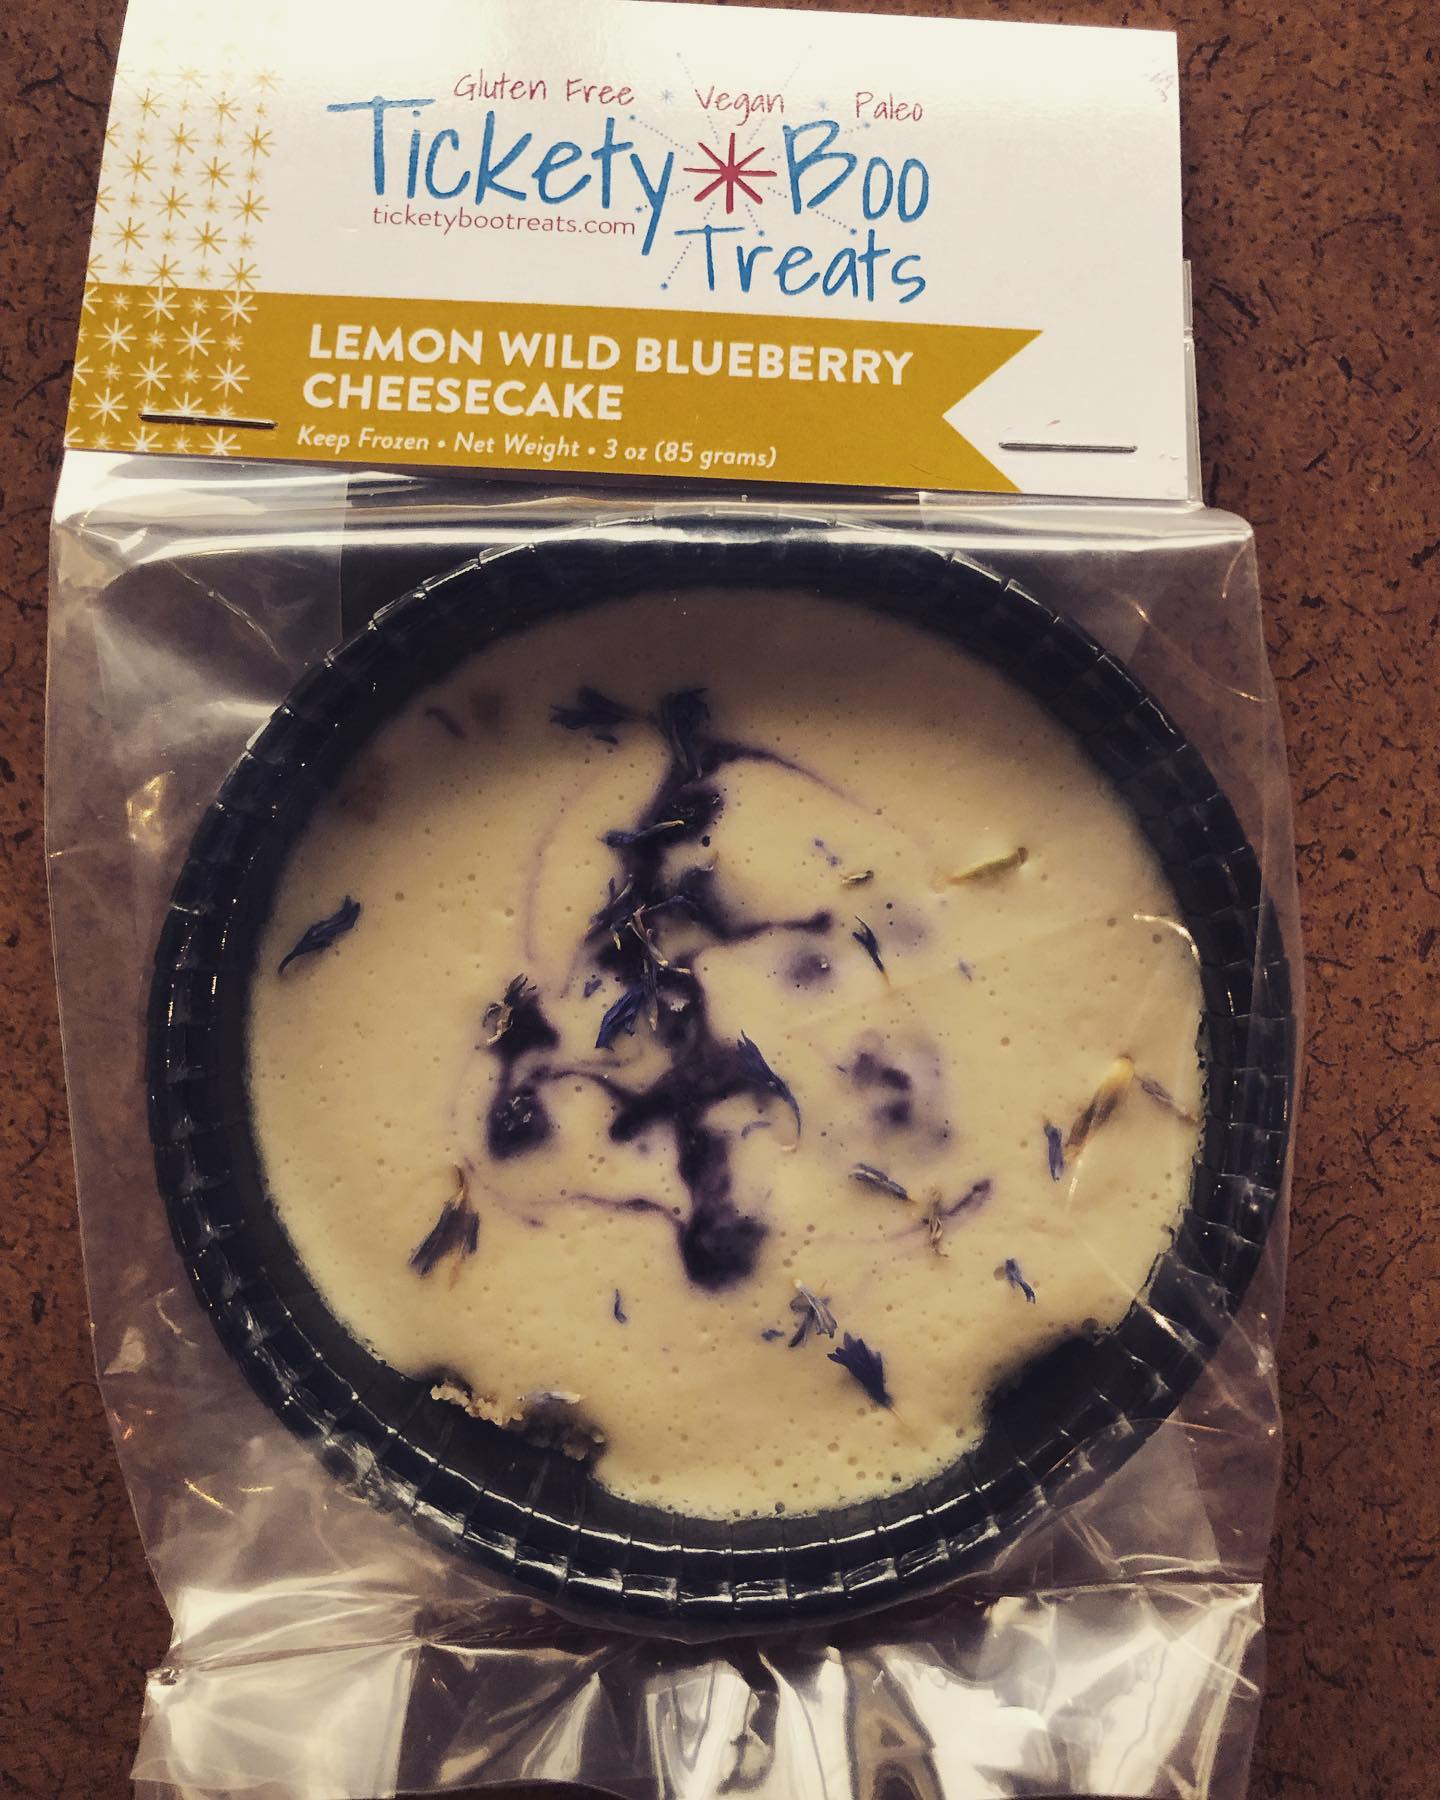 Gluten Free * Vegan * Paleo
Tickety * Boo
ticketybootreats.com
Treats
LEMON WILD BLUEBERRY
CHEESECAKE
Keep Frozen • Net Weight • 3 oz (85 grams)